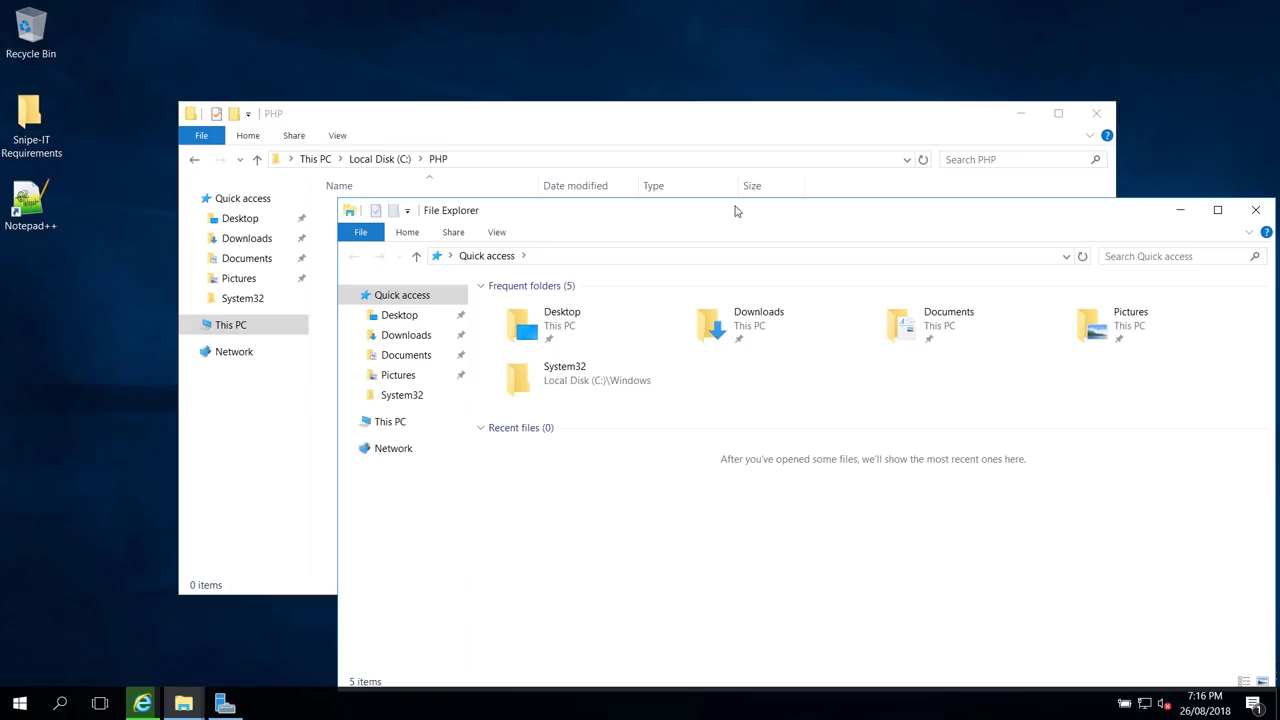 Recycle Bin
Snipe-IT
Requirements
Notepad++
PHP
File Home Share View
This PC Local Disk (C:) PHP Search PHP
Name Date modified Type Size
Quick access
Desktop
Downloads
Documents
Pictures
System32
This PC
Network
0 items
File Explorer
File Home Share View
Quick access Search Quick access
Quick access
Desktop
Downloads
Documents
Pictures
System32
This PC
Network
Frequent folders (5)
Desktop
This PC
Downloads
This PC
Documents
This PC
Pictures
This PC
System32
Local Disk (C:)\Windows
Recent files (0)
After you've opened some files, we'll show the most recent ones here.
5 items
7:16 PM
26/08/2018
1